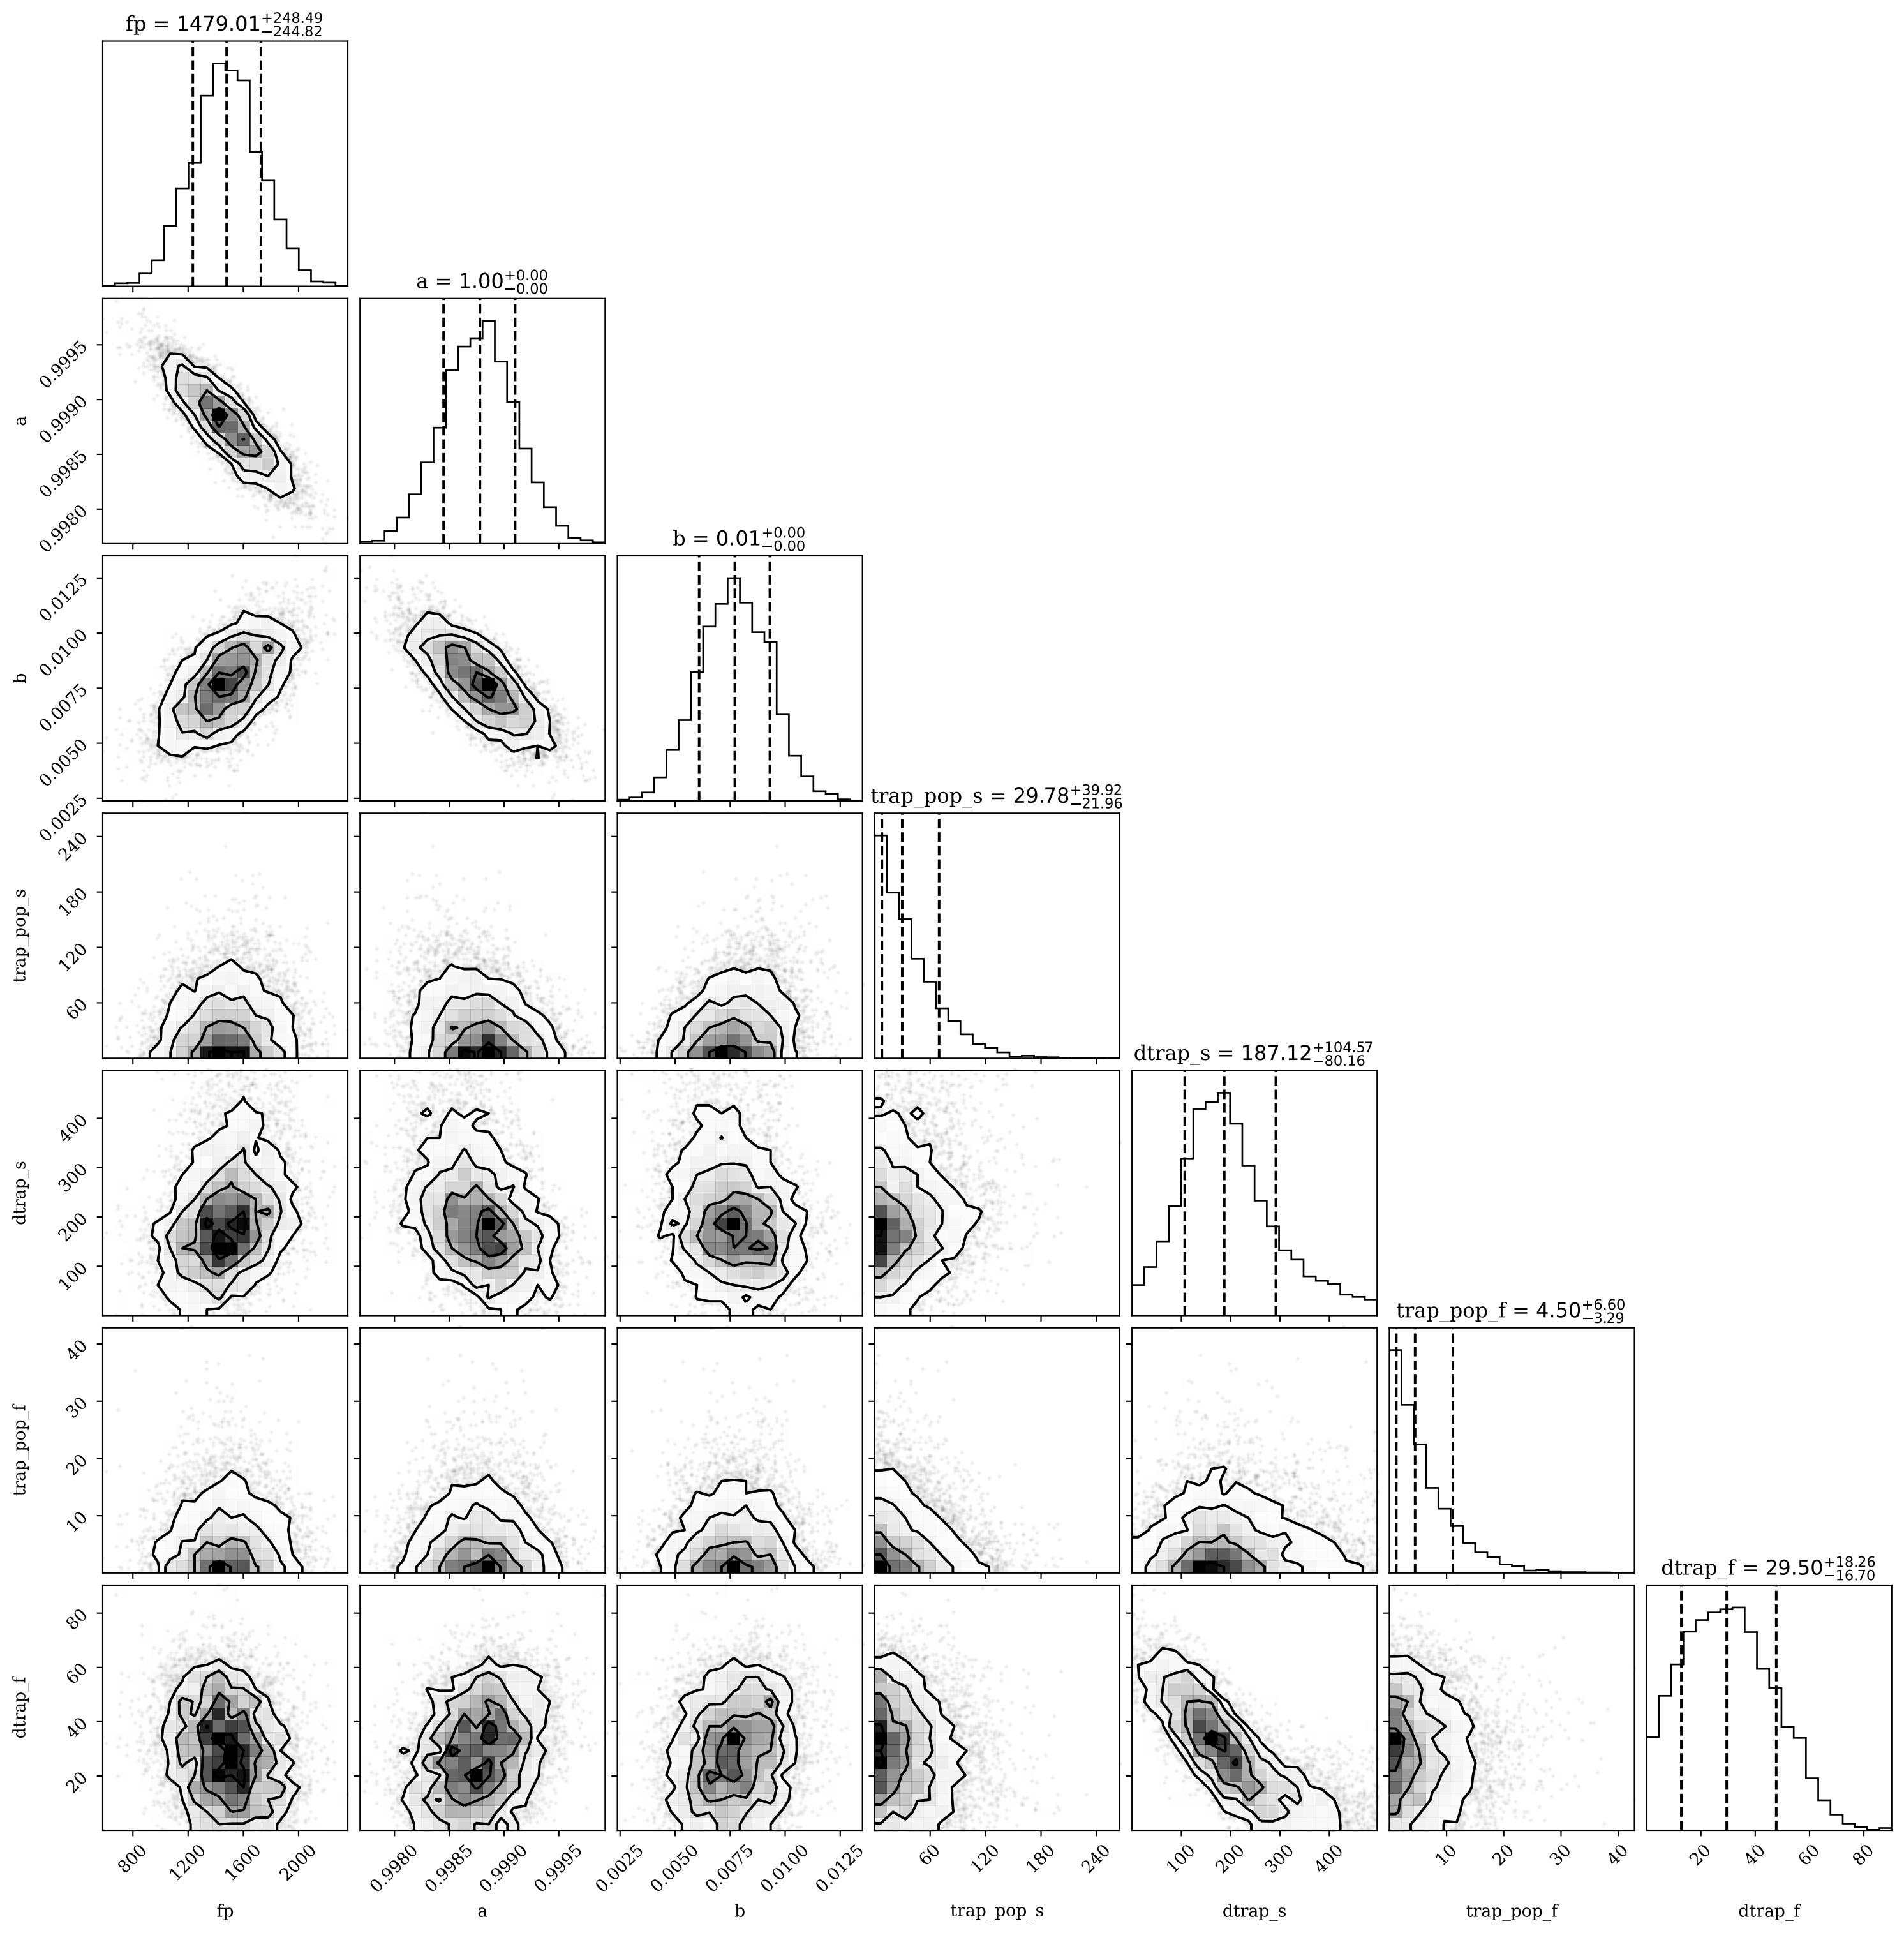 fp = 1479.01+248.49−244.82
a = 1.00+0.00−0.00
0.9995
0.9990
0.9985
0.9980
a
b = 0.01+0.00−0.00
0.0125
0.0100
0.0075
0.0050
0.0025
b
trap_pop_s = 29.78+39.92−21.96
240
180
120
60
trap_pop_s
dtrap_s = 187.12+104.57−80.16
400
300
200
100
dtrap_s
trap_pop_f = 4.50+6.60−3.29
40
30
20
10
trap_pop_f
dtrap_f = 29.50+18.26−16.70
80
60
40
20
dtrap_f
800 1200 1600 2000 0.9980 0.9985 0.9990 0.9995 0.0025 0.0050 0.0075 0.0100 0.0125 60 120 180 240 100 200 300 400 10 20 30 40 20 40 60 80
fp a b trap_pop_s dtrap_s trap_pop_f dtrap_f